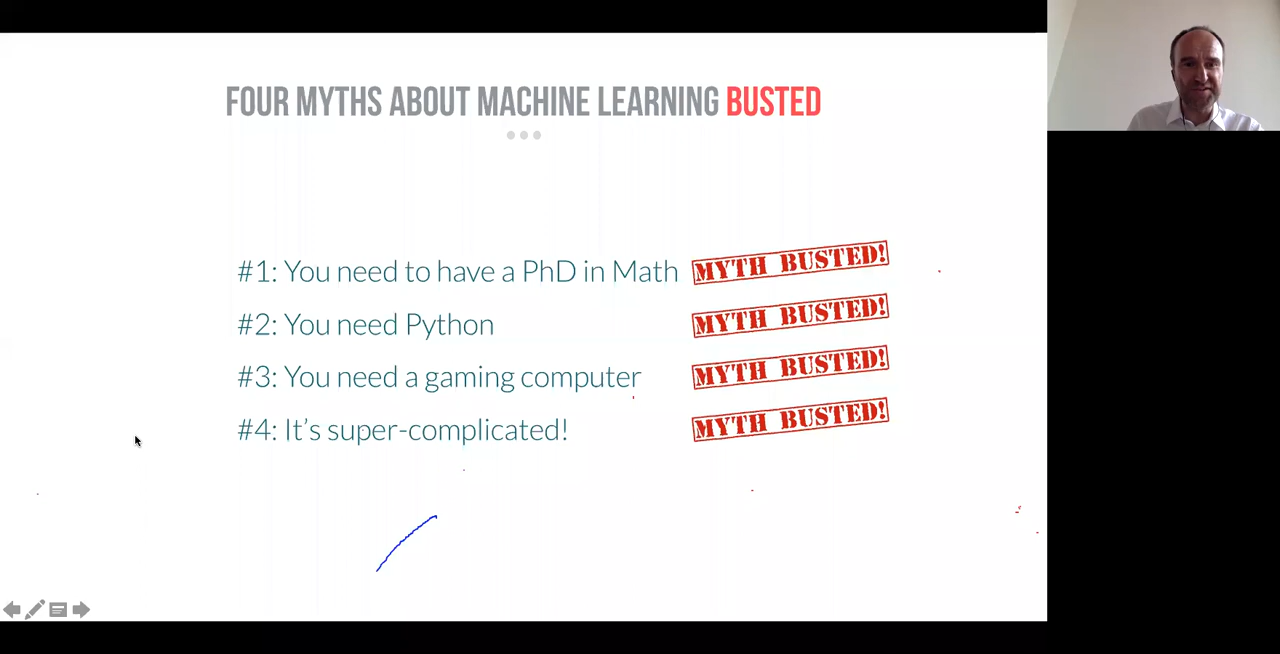 FOUR MYTHS ABOUT MACHINE LEARNING BUSTED
#1: You need to have a PhD in Math MYTH BUSTED!
#2: You need Python MYTH BUSTED!
#3: You need a gaming computer MYTH BUSTED!
#4: It's super-complicated! MYTH BUSTED!